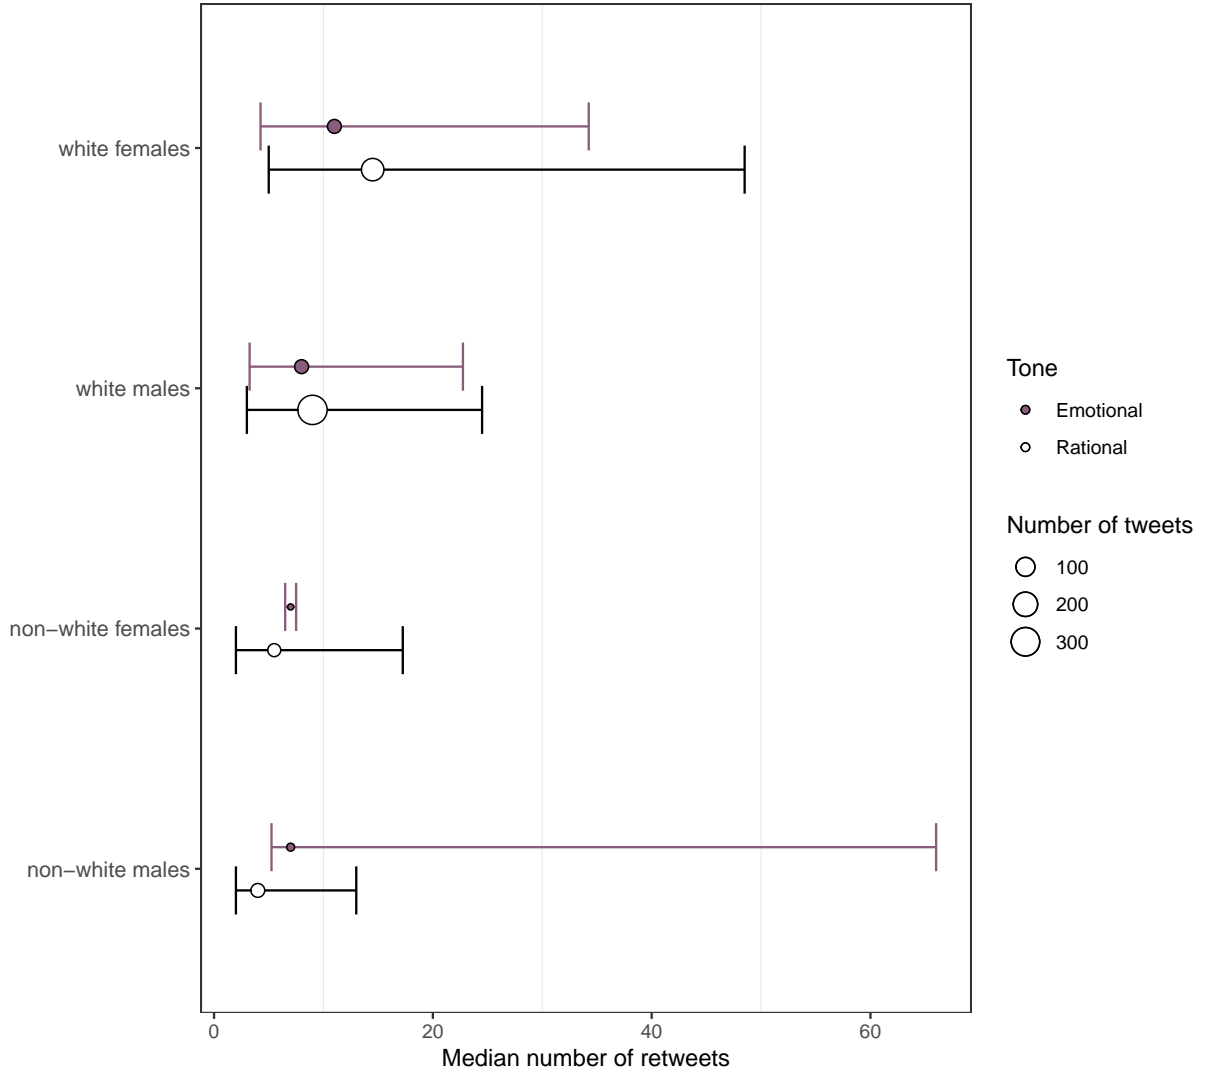 white females
white males
non−white females
non−white males
0 20 40 60
Median number of retweets
Tone
Emotional
Rational
Number of tweets
100
200
300